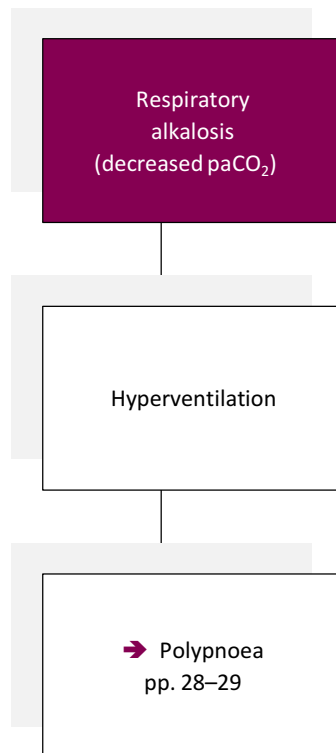 Respiratory
alkalosis
(decreased paCO₂)
Hyperventilation
➔ Polypnoea
pp. 28–29